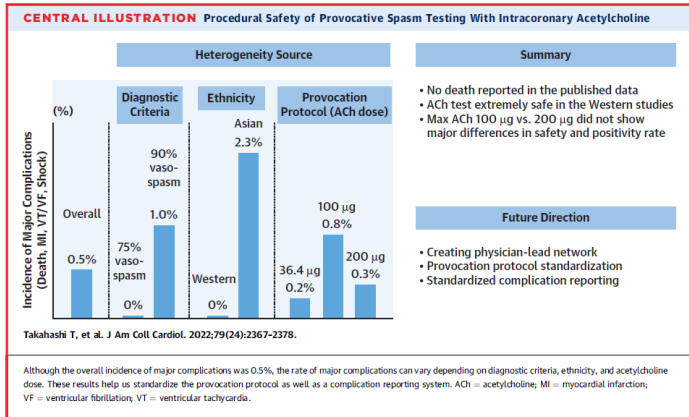 CENTRAL ILLUSTRATION Procedural Safety of Provocative Spasm Testing With Intracoronary Acetylcholine
Heterogeneity Source
Diagnostic
Criteria
Ethnicity
Provocation
Protocol (ACh dose)
(%)
Incidence of Major Complications
(Death, MI, VT/VF, Shock)
Overall
0.5%
75%
vaso-
spasm
0%
90%
vaso-
spasm
1.0%
Western
0%
Asian
2.3%
36.4 μg
0.2%
100 μg
0.8%
200 μg
0.3%
Summary
• No death reported in the published data
• ACh test extremely safe in the Western studies
• Max ACh 100 μg vs. 200 μg did not show
major differences in safety and positivity rate
Future Direction
• Creating physician-lead network
• Provocation protocol standardization
• Standardized complication reporting
Takahashi T, et al. J Am Coll Cardiol. 2022;79(24):2367–2378.
Although the overall incidence of major complications was 0.5%, the rate of major complications can vary depending on diagnostic criteria, ethnicity, and acetylcholine
dose. These results help us standardize the provocation protocol as well as a complication reporting system. ACh = acetylcholine; MI = myocardial infarction;
VF = ventricular fibrillation; VT = ventricular tachycardia.